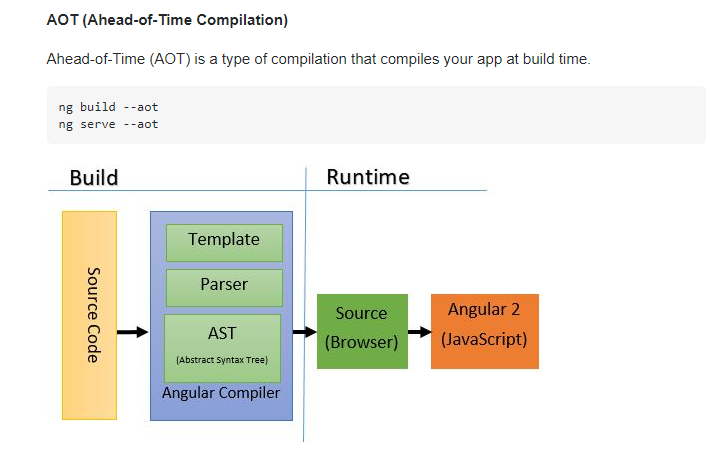 AOT (Ahead-of-Time Compilation)
Ahead-of-Time (AOT) is a type of compilation that compiles your app at build time.
ng build --aot
ng serve --aot
Build
Runtime
Source Code
Template
Parser
AST
(Abstract Syntax Tree)
Angular Compiler
Source
(Browser)
Angular 2
(JavaScript)